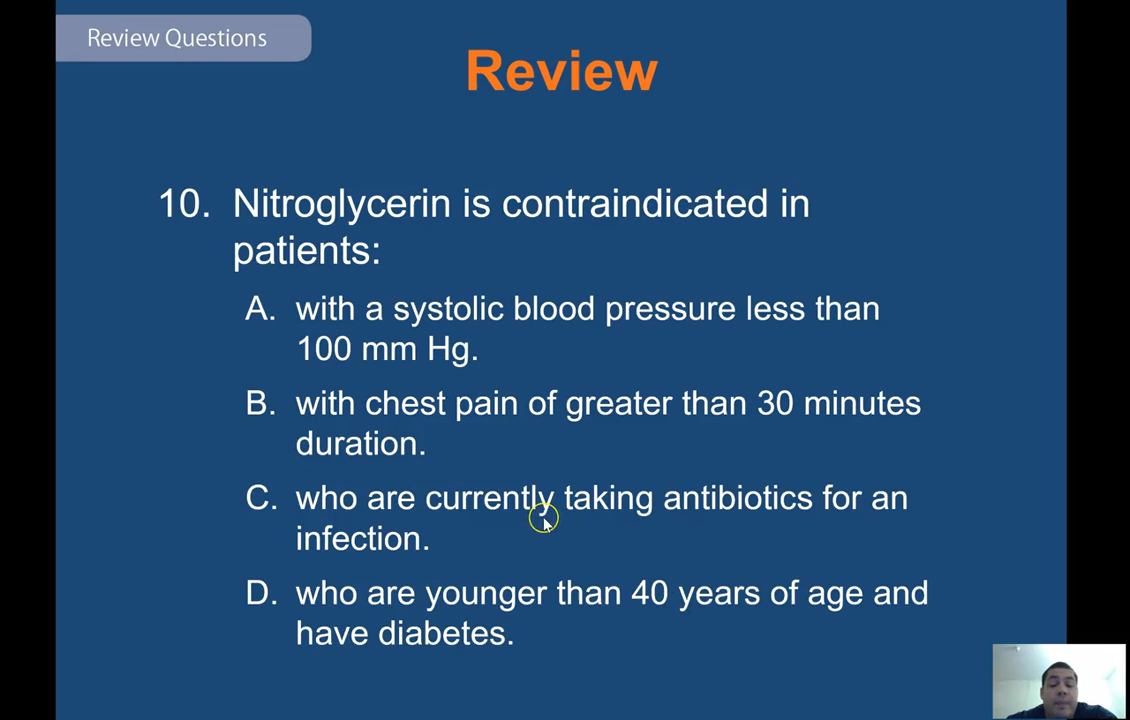 Review Questions
Review
10. Nitroglycerin is contraindicated in
patients:
A. with a systolic blood pressure less than
100 mm Hg.
B. with chest pain of greater than 30 minutes
duration.
C. who are currently taking antibiotics for an
infection.
D. who are younger than 40 years of age and
have diabetes.